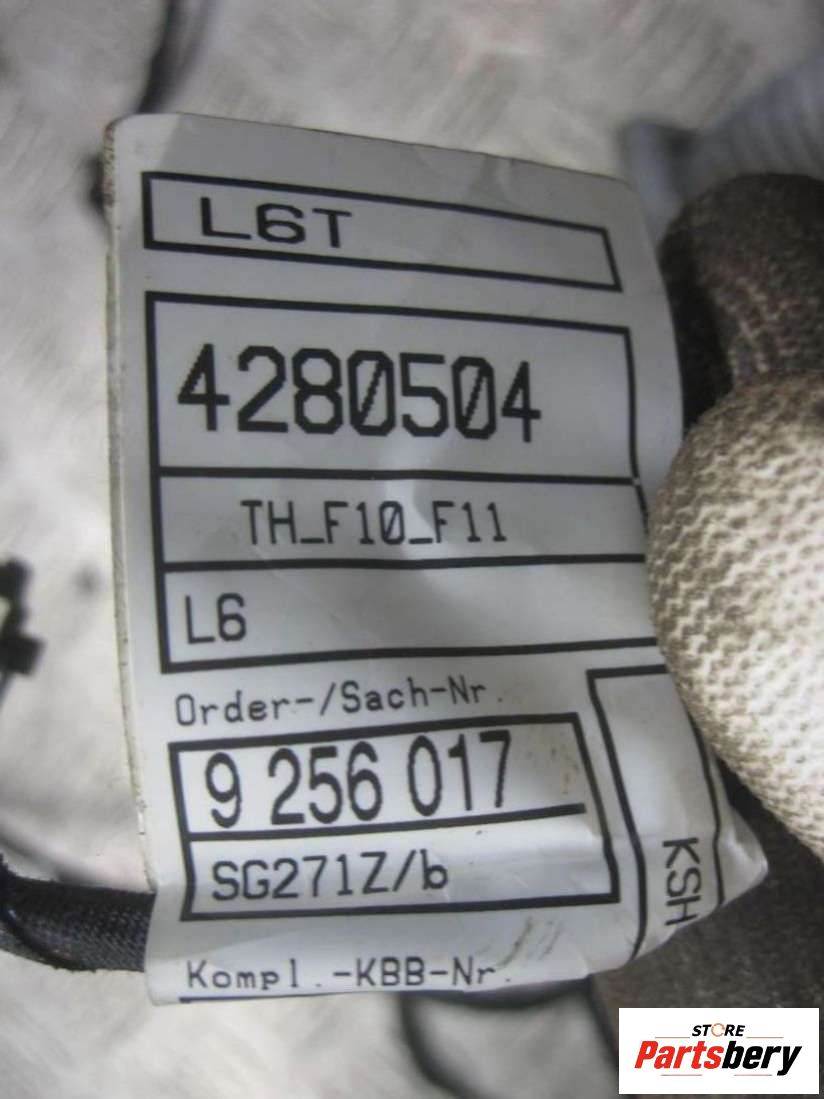 L6T
4280504
TH_F10_F11
L6
Order-/Sach-Nr.
9 256 017
SG271Z/b
KSH
Kompl.-KBB-Nr.
STORE
Partsbery